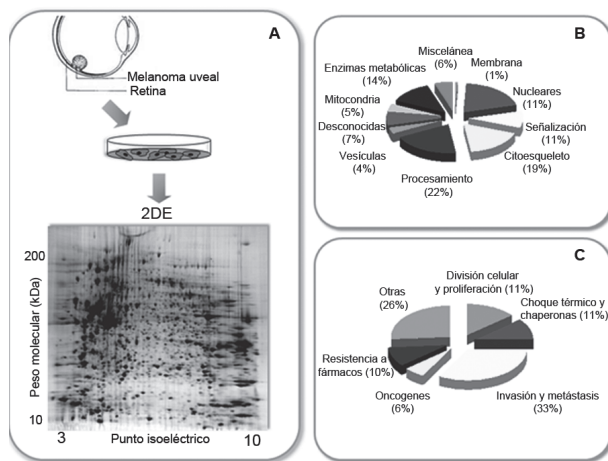 A
Melanoma uveal
Retina
2DE
200
Peso molecular (kDa)
10
3
Punto isoeléctrico
10
B
Miscelánea
(6%)
Membrana
(1%)
Enzimas metabólicas
(14%)
Nucleares
(11%)
Mitocondria
(5%)
Señalización
(11%)
Desconocidas
(7%)
Citoesqueleto
(19%)
Vesículas
(4%)
Procesamiento
(22%)
C
División celular
y proliferación (11%)
Otras
(26%)
Choque térmico y
chaperonas (11%)
Resistencia a
fármacos (10%)
Oncogenes
(6%)
Invasión y metástasis
(33%)